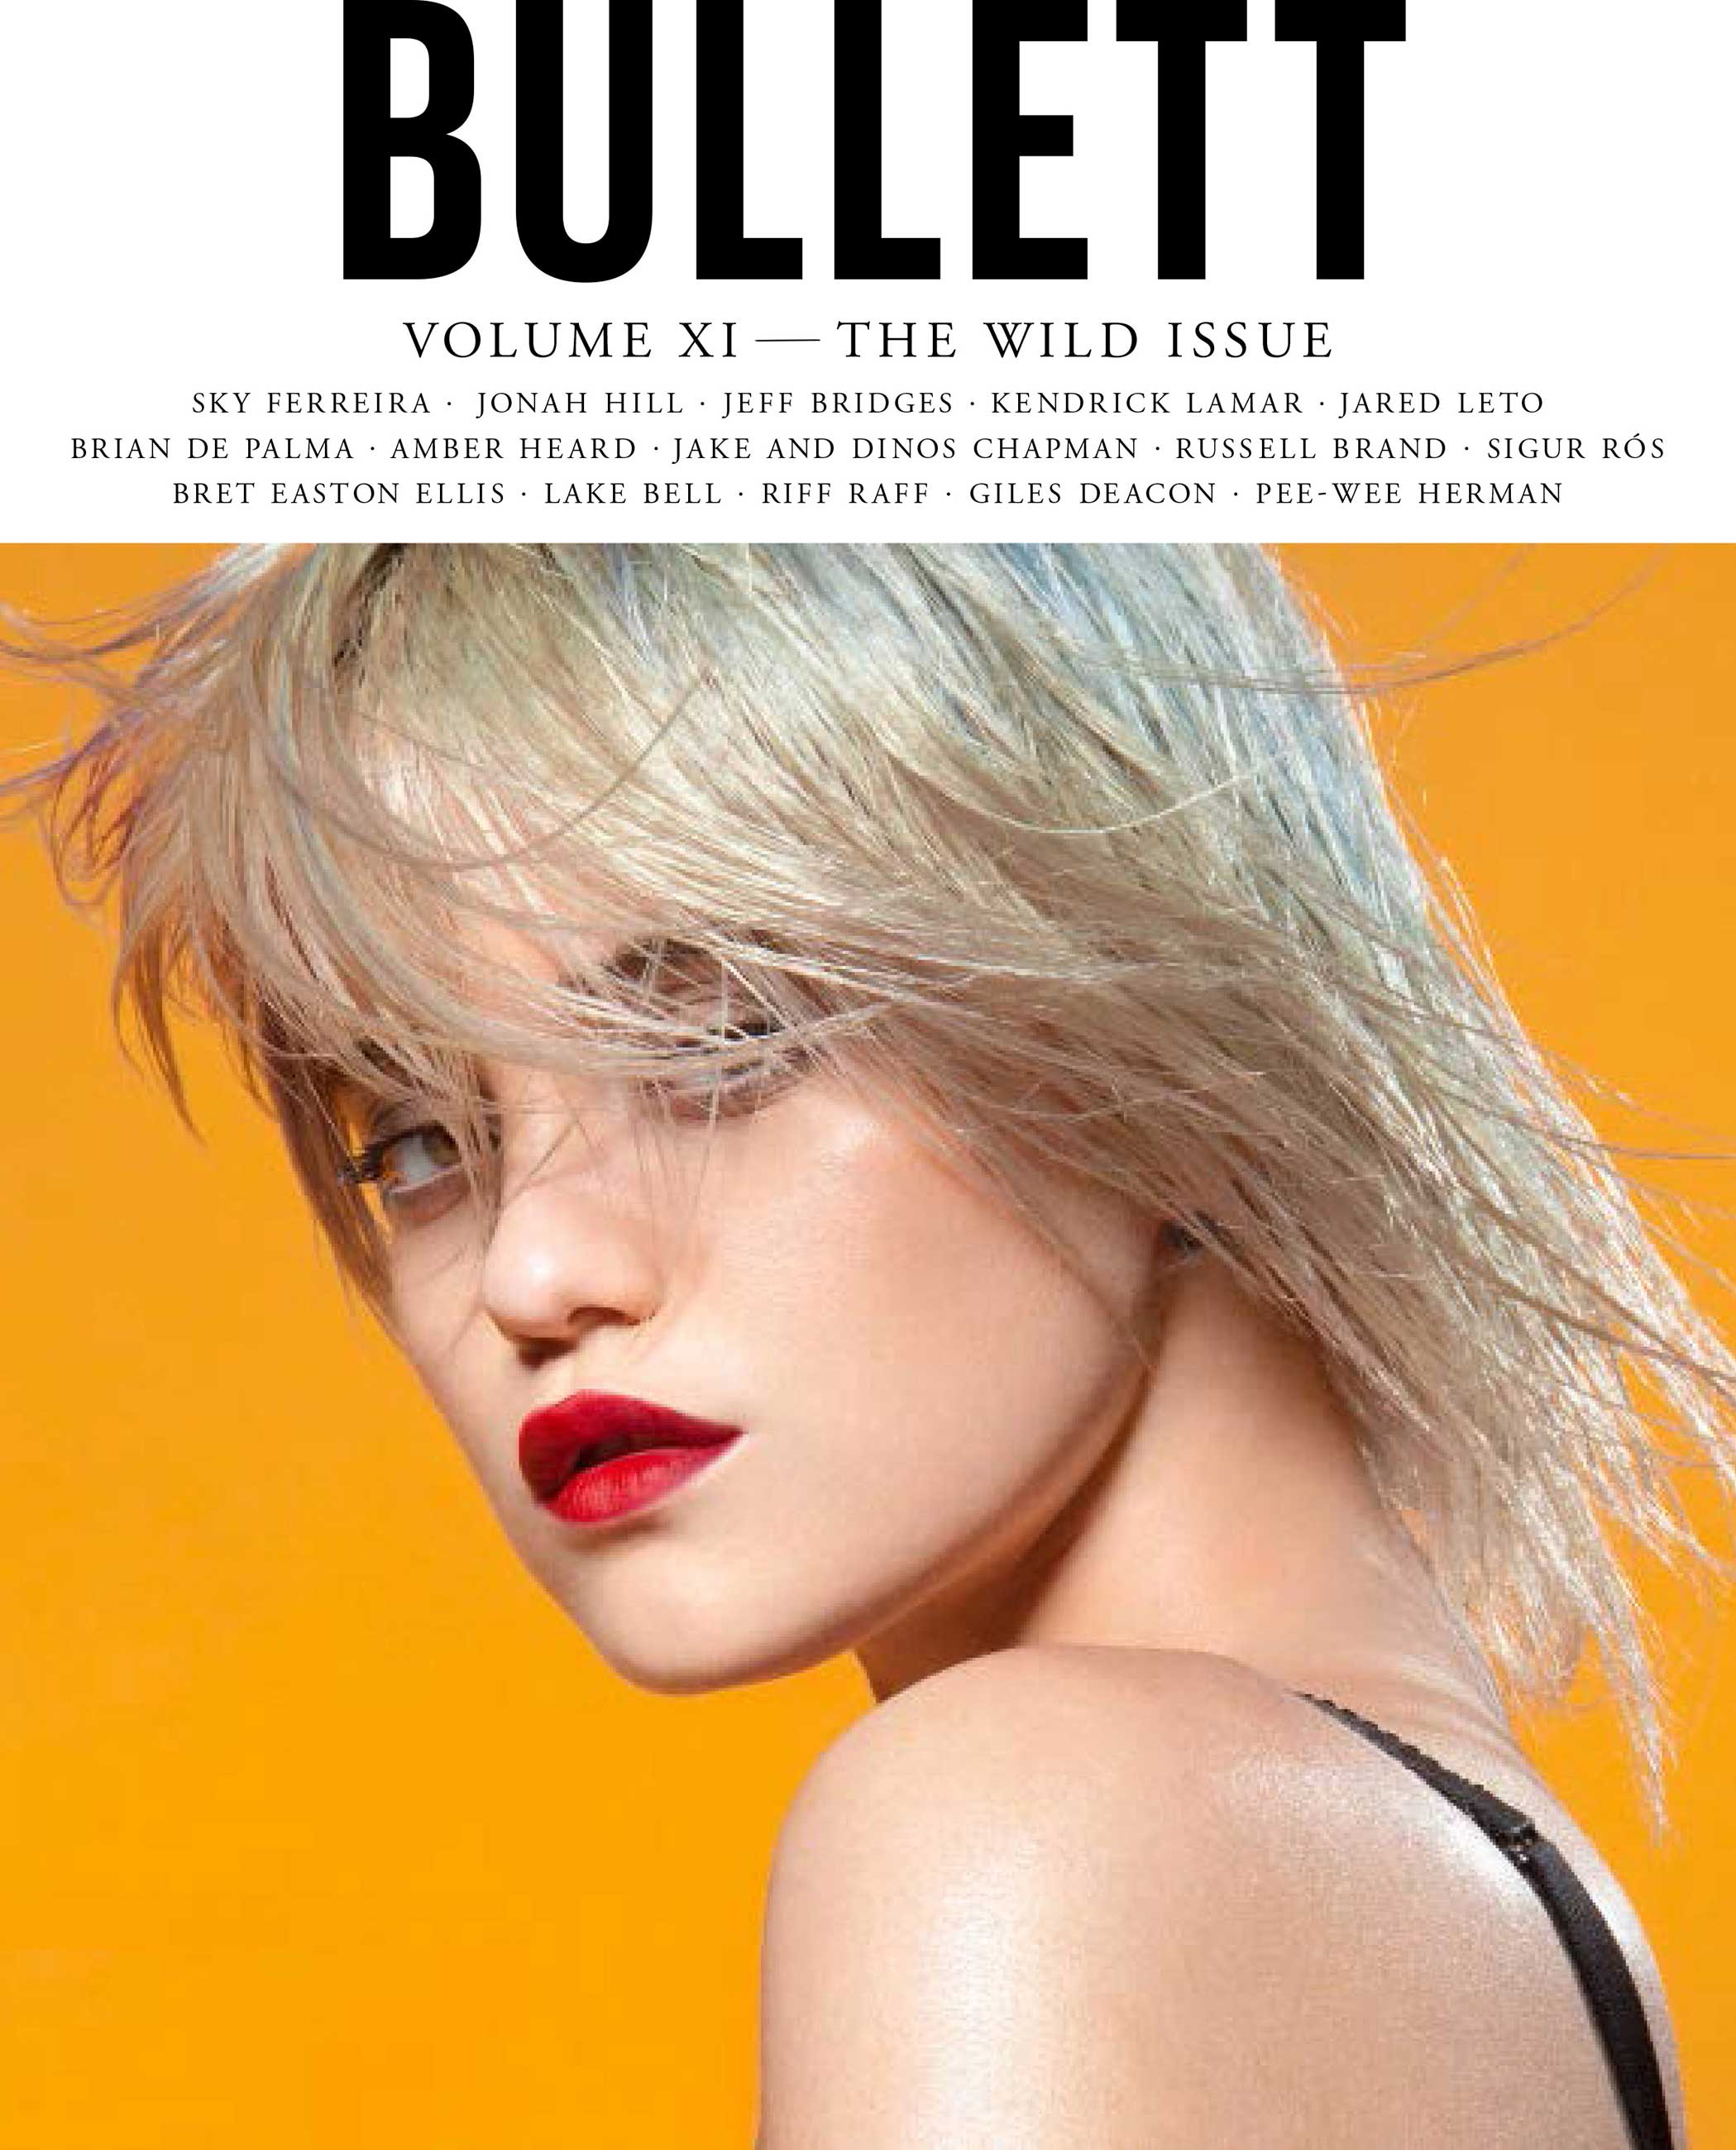 BULLETT
VOLUME XI — THE WILD ISSUE
SKY FERREIRA · JONAH HILL · JEFF BRIDGES · KENDRICK LAMAR · JARED LETO
BRIAN DE PALMA · AMBER HEARD · JAKE AND DINOS CHAPMAN · RUSSELL BRAND · SIGUR RÓS
BRET EASTON ELLIS · LAKE BELL · RIFF RAFF · GILES DEACON · PEE-WEE HERMAN